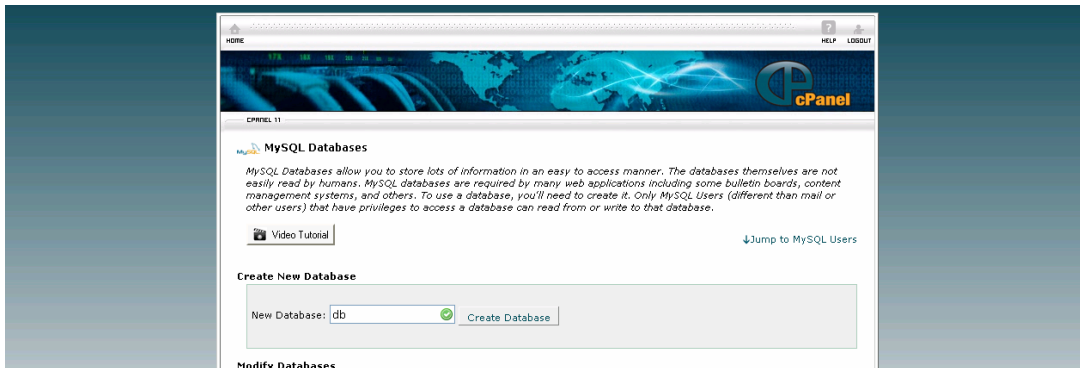 HOME
HELP LOGOUT
cPanel
CPANEL 11
MySQL MySQL Databases
MySQL Databases allow you to store lots of information in an easy to access manner. The databases themselves are not
easily read by humans. MySQL databases are required by many web applications including some bulletin boards, content
management systems, and others. To use a database, you'll need to create it. Only MySQL Users (different than mail or
other users) that have privileges to access a database can read from or write to that database.
Video Tutorial
↓Jump to MySQL Users
Create New Database
New Database: db Create Database
Modify Databases